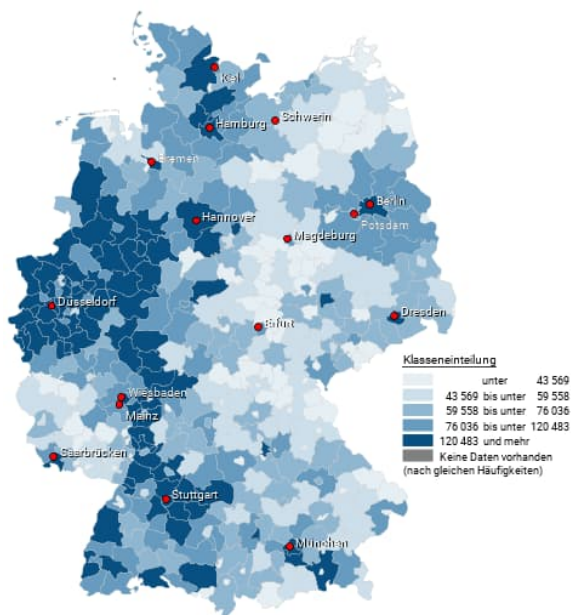 Kiel
Schwerin
Hamburg
Bremen
Berlin
Hannover
Potsdam
Magdeburg
Düsseldorf
Dresden
Erfurt
Klasseneinteilung
unter 43 569
43 569 bis unter 59 558
59 558 bis unter 76 036
76 036 bis unter 120 483
120 483 und mehr
Keine Daten vorhanden
(nach gleichen Häufigkeiten)
Wiesbaden
Mainz
Saarbrücken
Stuttgart
München